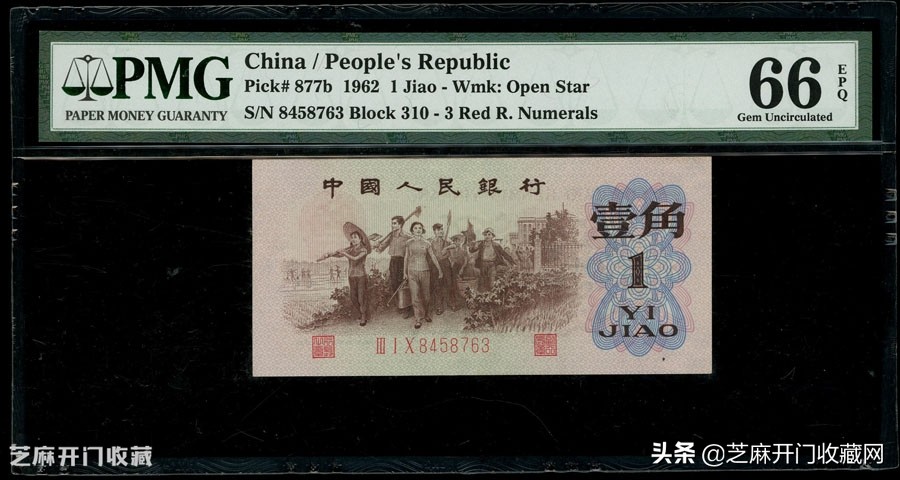 PMG
PAPER MONEY GUARANTY
China / People's Republic
Pick# 877b 1962 1 Jiao - Wmk: Open Star
S/N 8458763 Block 310 - 3 Red R. Numerals
66 EPQ
Gem Uncirculated
中國人民銀行
壹角
1
YI
JIAO
III I X 8458763
芝麻开门收藏
头条 @芝麻开门收藏网